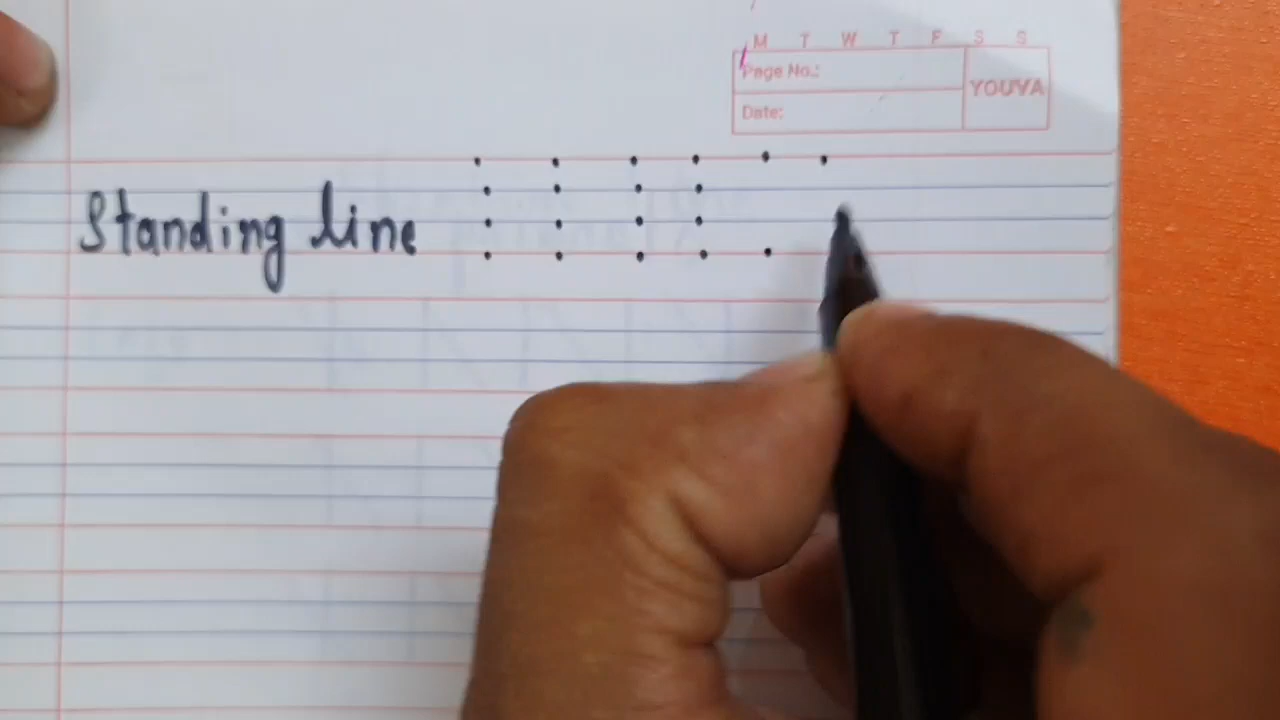 M T W T F S S
Page No.:
YOUVA
Date:
Standing line